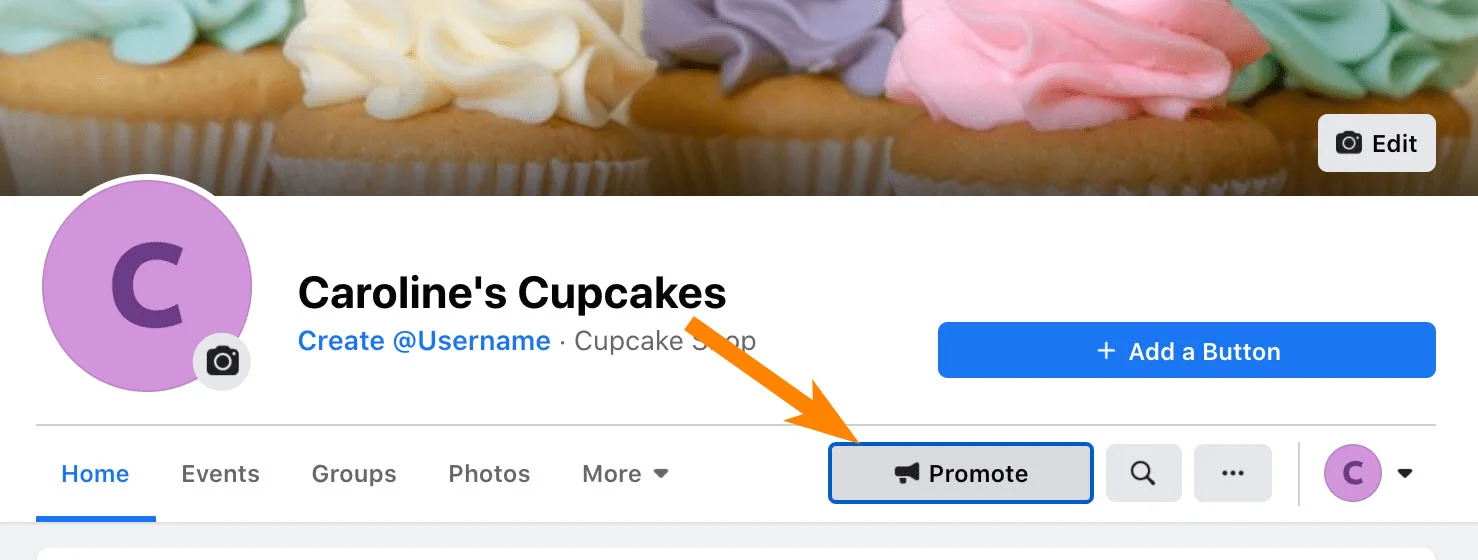 Edit
C
Caroline's Cupcakes
Create @Username · Cupcake Shop
+ Add a Button
Home Events Groups Photos More Promote C